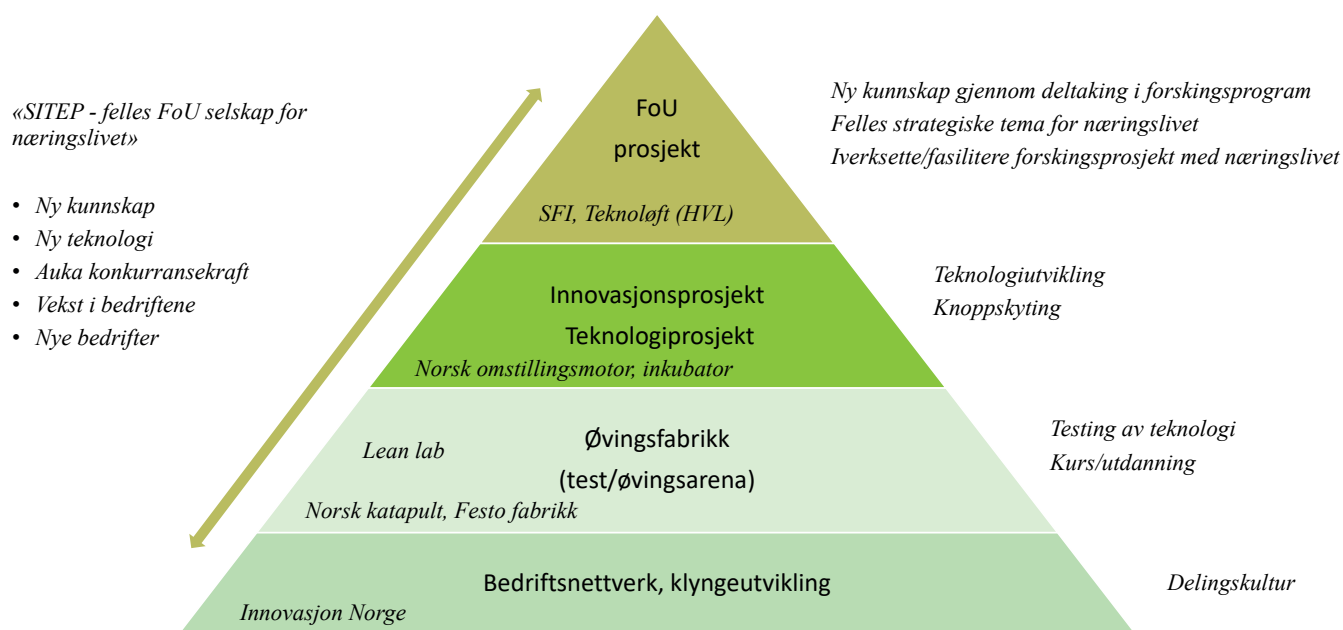 «SITEP - felles FoU selskap for
næringslivet»
• Ny kunnskap
• Ny teknologi
• Auka konkurransekraft
• Vekst i bedriftene
• Nye bedrifter
FoU
prosjekt
SFI, Teknoløft (HVL)
Ny kunnskap gjennom deltaking i forskingsprogram
Felles strategiske tema for næringslivet
Iverksette/fasilitere forskingsprosjekt med næringslivet
Innovasjonsprosjekt
Teknologiprosjekt
Norsk omstillingsmotor, inkubator
Teknologiutvikling
Knoppskyting
Lean lab
Øvingsfabrikk
(test/øvingsarena)
Norsk katapult, Festo fabrikk
Testing av teknologi
Kurs/utdanning
Bedriftsnettverk, klyngeutvikling
Innovasjon Norge
Delingskultur